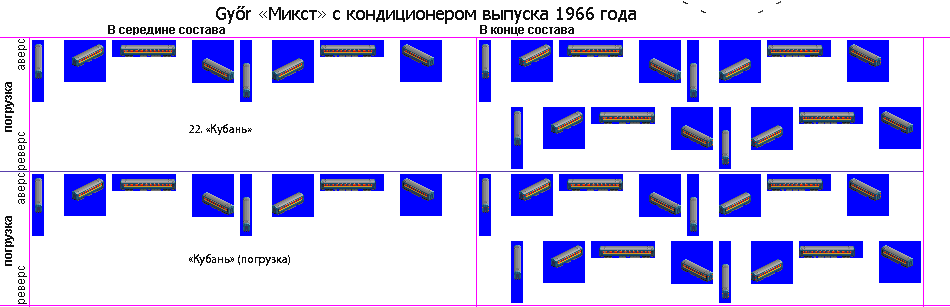 Győr «Микст» с кондиционером выпуска 1966 года
В середине состава
В конце состава
аверс
погрузка
реверс
22. «Кубань»
аверс
погрузка
реверс
«Кубань» (погрузка)